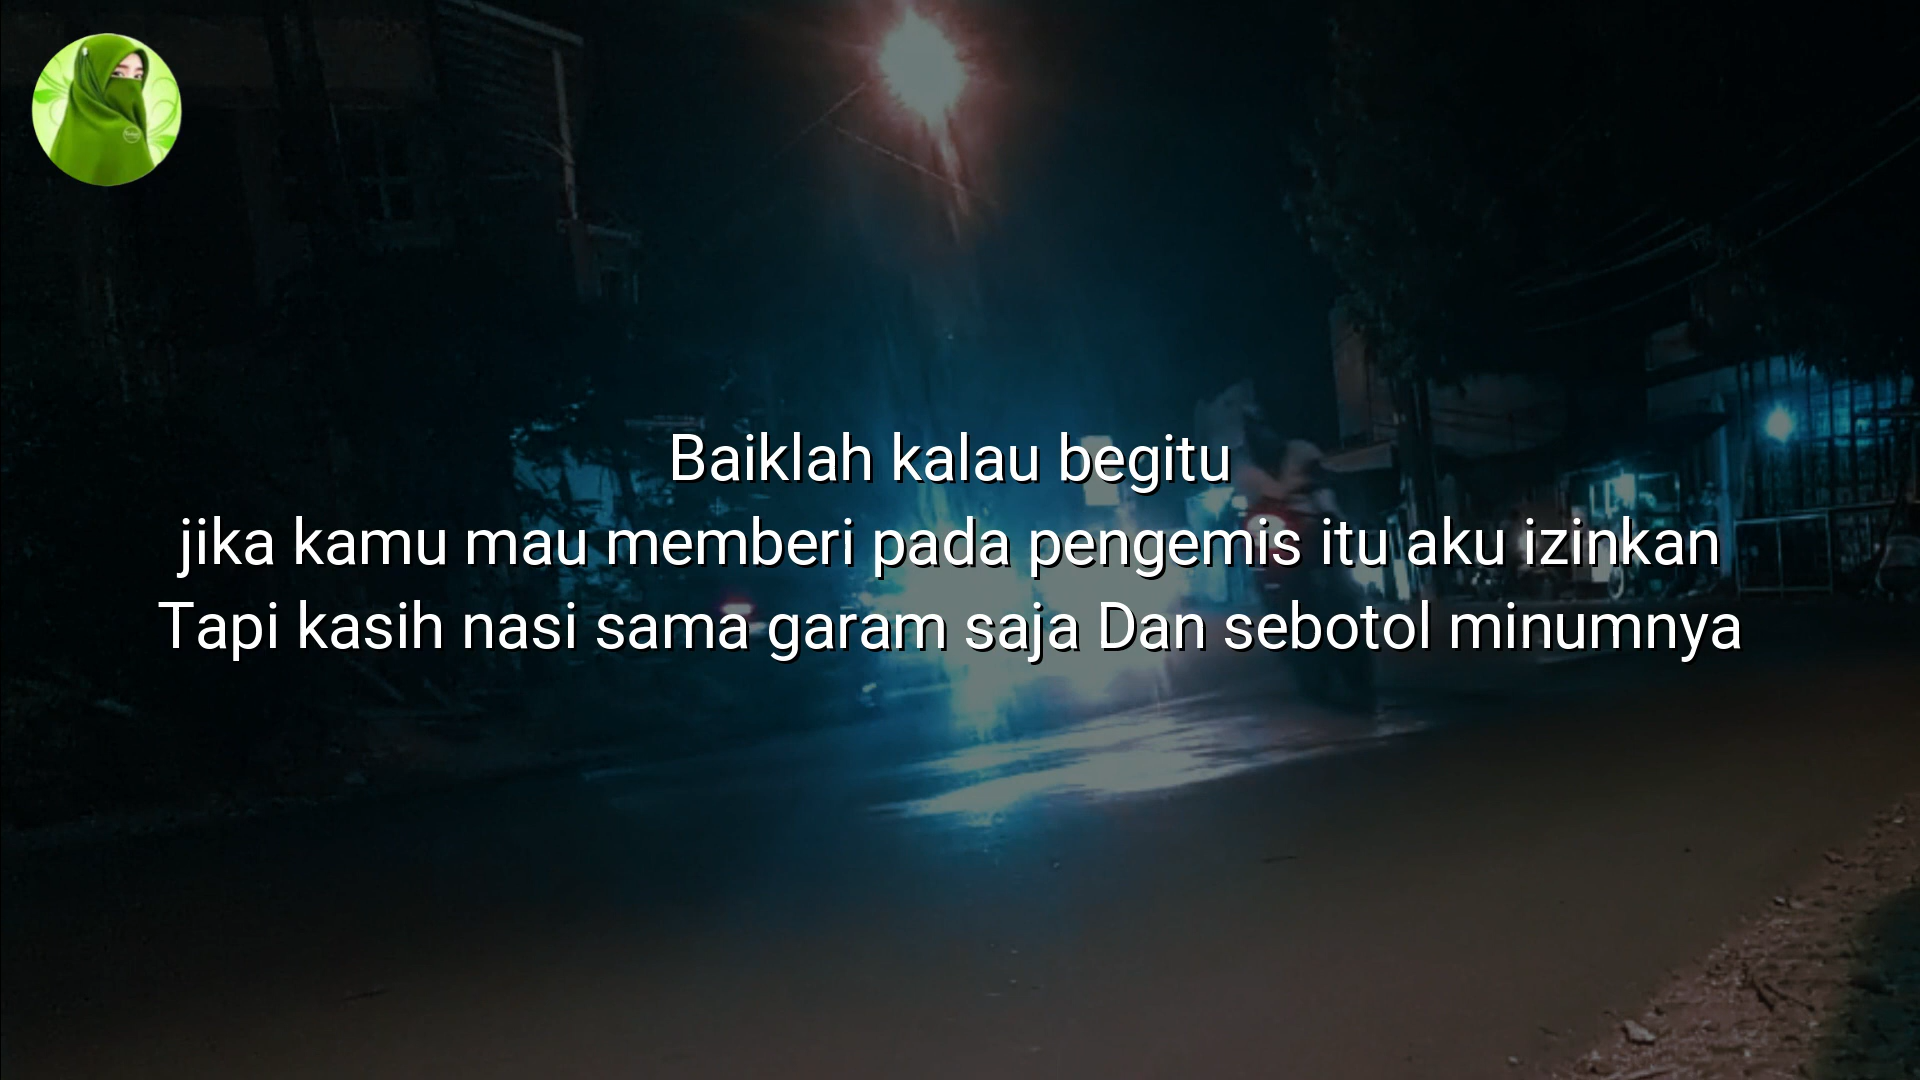 Baiklah kalau begitu
jika kamu mau memberi pada pengemis itu aku izinkan
Tapi kasih nasi sama garam saja Dan sebotol minumnya